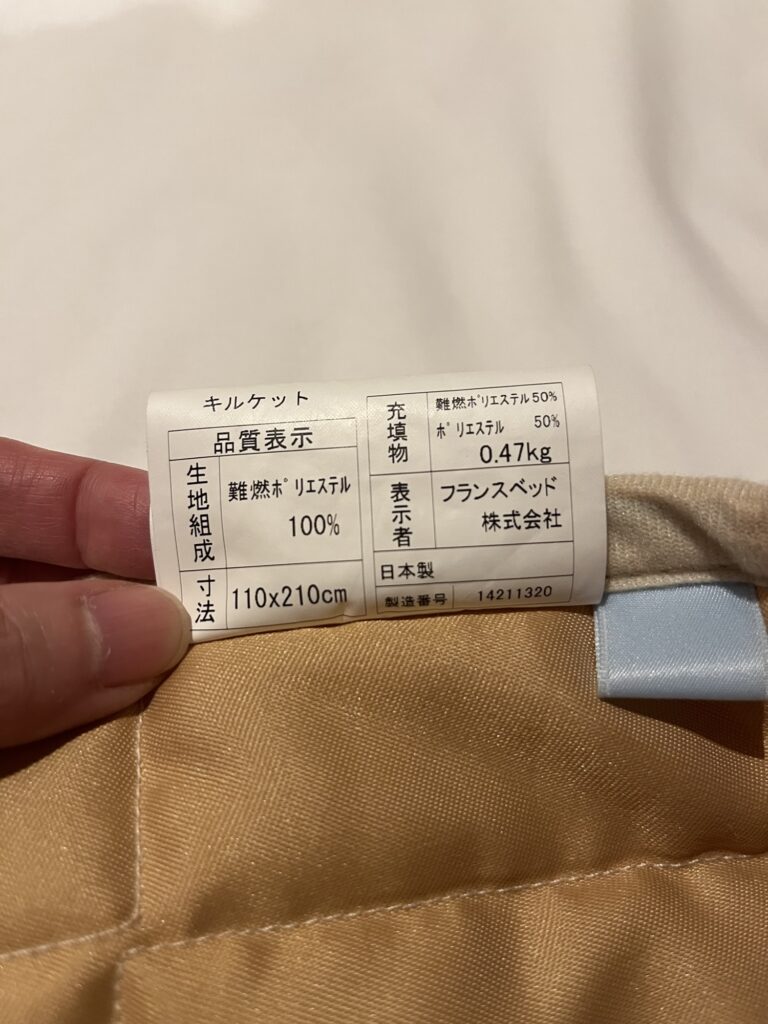 キルケット
品質表示
生地組成
難燃ポリエステル
100%
寸法
110x210cm
充填物
難燃ポリエステル50%
ポリエステル 50%
0.47kg
表示者
フランスベッド
株式会社
日本製
製造番号 14211320